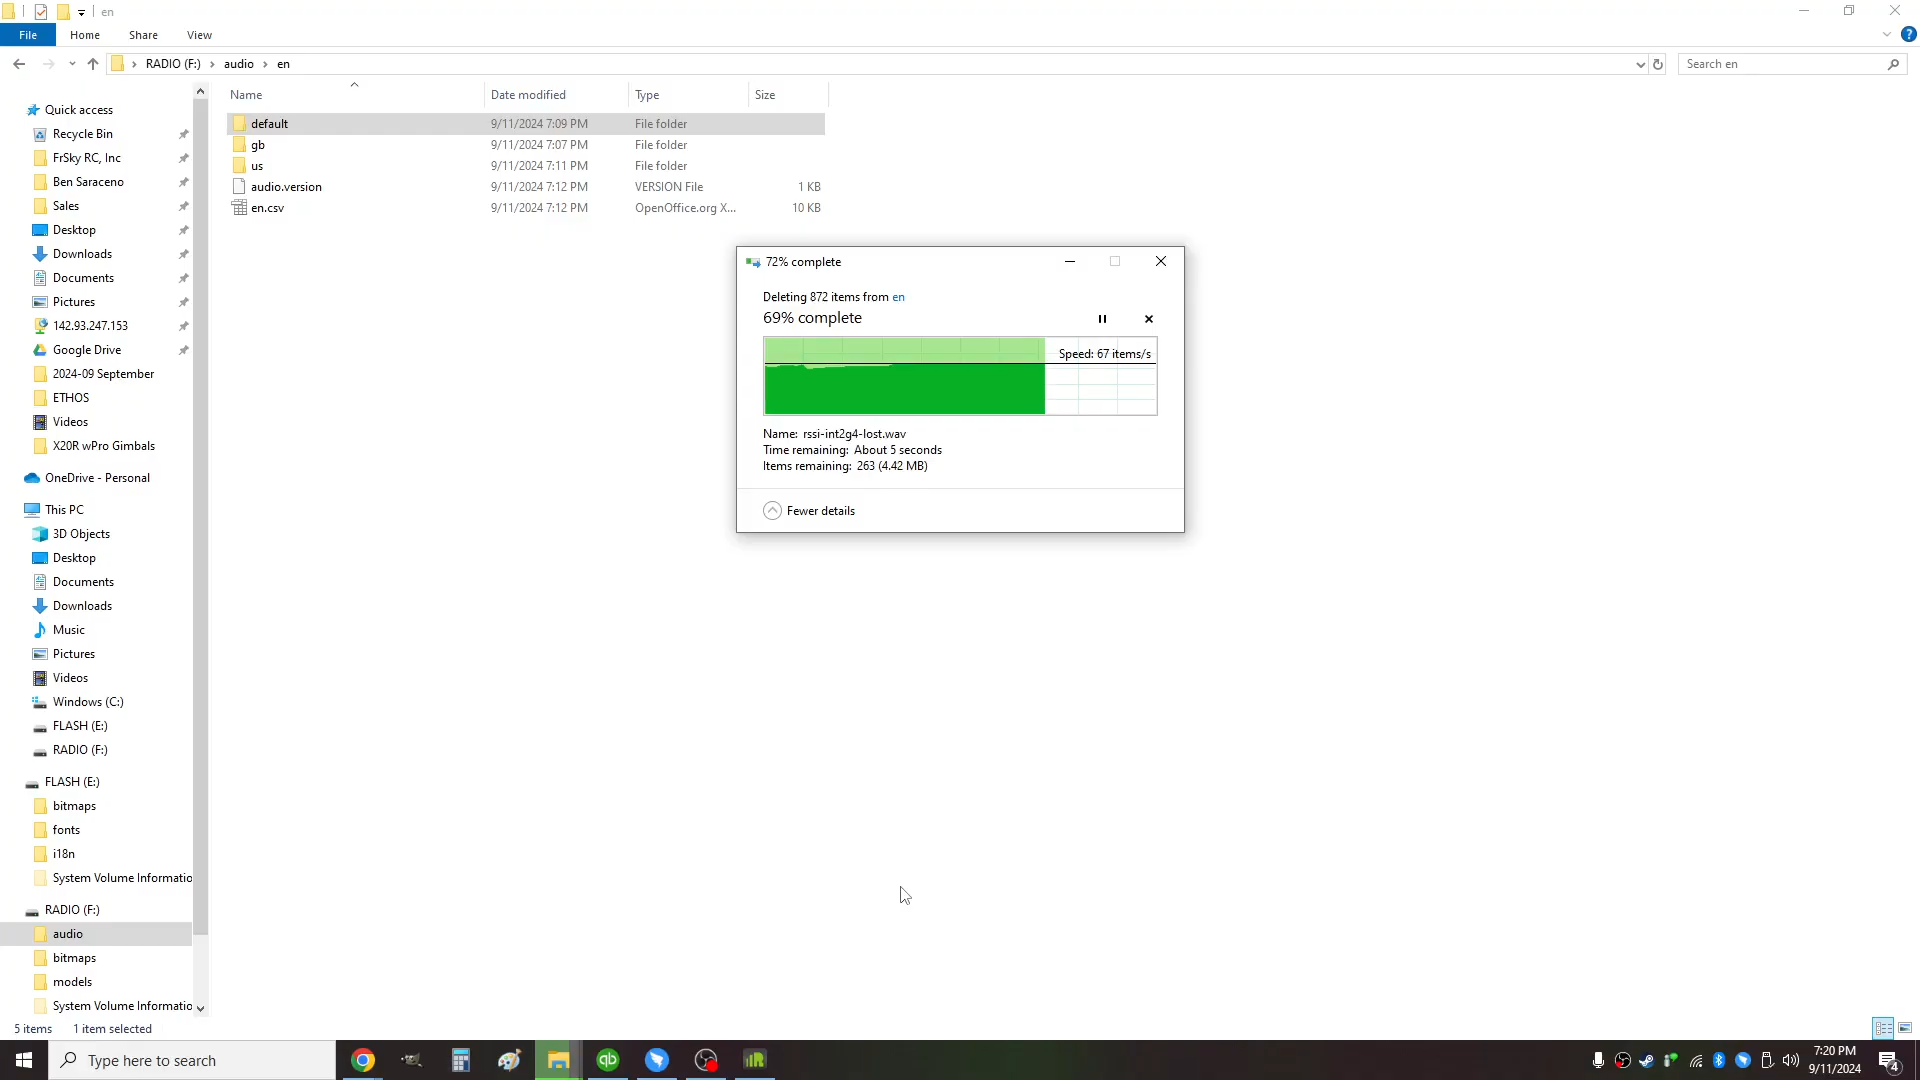 en
File
Home
Share
View
RADIO (F:)
audio
en
Search en
Name
Date modified
Type
Size
default
9/11/2024 7:09 PM
File folder
gb
9/11/2024 7:07 PM
File folder
us
9/11/2024 7:11 PM
File folder
audio.version
9/11/2024 7:12 PM
VERSION File
1 KB
en.csv
9/11/2024 7:12 PM
OpenOffice.org X...
10 KB
Quick access
Recycle Bin
FrSky RC, Inc
Ben Saraceno
Sales
Desktop
Downloads
Documents
Pictures
142.93.247.153
Google Drive
2024-09 September
ETHOS
Videos
X20R wPro Gimbals
OneDrive - Personal
This PC
3D Objects
Desktop
Documents
Downloads
Music
Pictures
Videos
Windows (C:)
FLASH (E:)
RADIO (F:)
FLASH (E:)
bitmaps
fonts
i18n
System Volume Informatio
RADIO (F:)
audio
bitmaps
models
System Volume Informatio
72% complete
Deleting 872 items from en
69% complete
Speed: 67 items/s
Name: rssi-int2g4-lost.wav
Time remaining: About 5 seconds
Items remaining: 263 (4.42 MB)
Fewer details
5 items
1 item selected
Type here to search
qb
7:20 PM
9/11/2024
4